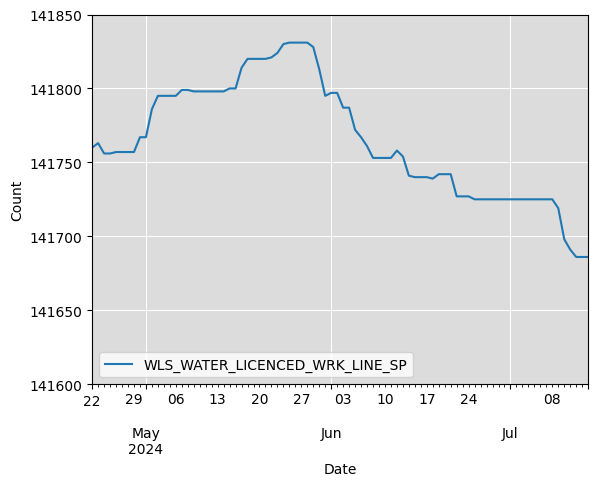 141850
141800
141750
141700
141650
141600
Count
WLS_WATER_LICENCED_WRK_LINE_SP
22 29 06 13 20 27 03 10 17 24 08
May Jun Jul
2024
Date